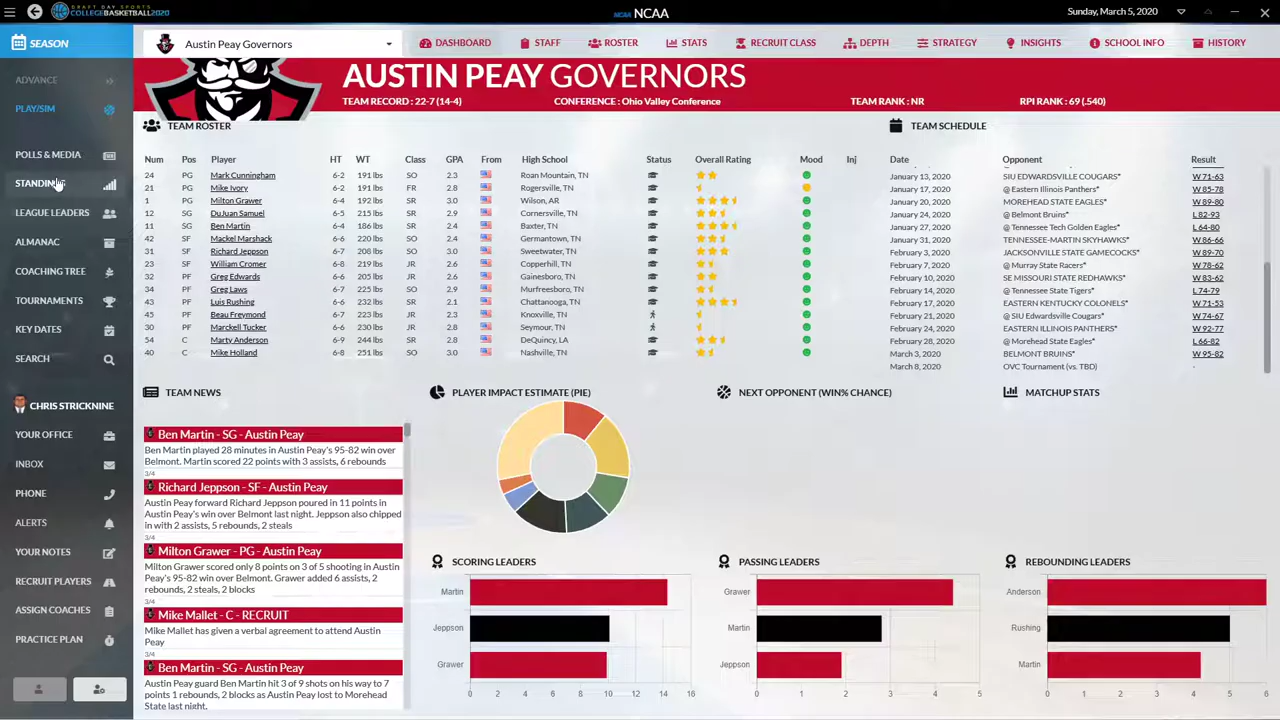 DRAFT DAY SPORTS
COLLEGEBASKETBALL2020
NCAA NCAA
Sunday, March 5, 2020
SEASON
Austin Peay Governors
DASHBOARD STAFF ROSTER STATS RECRUIT CLASS DEPTH STRATEGY INSIGHTS SCHOOL INFO HISTORY
ADVANCE
PLAY/SIM
POLLS & MEDIA
STANDINGS
LEAGUE LEADERS
ALMANAC
COACHING TREE
TOURNAMENTS
KEY DATES
SEARCH
CHRIS STRICKNINE
YOUR OFFICE
INBOX
PHONE
ALERTS
YOUR NOTES
RECRUIT PLAYERS
ASSIGN COACHES
PRACTICE PLAN
AUSTIN PEAY GOVERNORS
TEAM RECORD : 22-7 (14-4) CONFERENCE : Ohio Valley Conference TEAM RANK : NR RPI RANK : 69 (.540)
TEAM ROSTER
Num Pos Player HT WT Class GPA From High School Status Overall Rating Mood Inj
24 PG Mark Cunningham 6-2 191 lbs SO 2.3 Roan Mountain, TN
21 PG Mike Ivory 6-2 191 lbs FR 2.8 Rogersville, TN
1 PG Milton Grawer 6-4 192 lbs SR 3.0 Wilson, AR
12 SG DuJuan Samuel 6-5 215 lbs SR 2.9 Cornersville, TN
11 SG Ben Martin 6-4 186 lbs SR 2.4 Baxter, TN
42 SF Mackel Marshack 6-6 220 lbs SO 2.4 Germantown, TN
31 SF Richard Jeppson 6-7 208 lbs SO 3.0 Sweetwater, TN
23 SF William Cromer 6-8 219 lbs JR 2.6 Copperhill, TN
32 PF Greg Edwards 6-6 205 lbs JR 2.6 Gainesboro, TN
34 PF Greg Laws 6-7 225 lbs SO 2.9 Murfreesboro, TN
43 PF Luis Rushing 6-6 232 lbs SR 2.1 Chattanooga, TN
45 PF Beau Freymond 6-7 223 lbs JR 2.3 Knoxville, TN
30 PF Marckell Tucker 6-6 230 lbs JR 2.8 Seymour, TN
54 C Marty Anderson 6-9 244 lbs SR 2.8 DeQuincy, LA
40 C Mike Holland 6-8 251 lbs SO 3.0 Nashville, TN
TEAM SCHEDULE
Date Opponent Result
January 13, 2020 SIU EDWARDSVILLE COUGARS* W 71-63
January 17, 2020 @ Eastern Illinois Panthers* W 85-78
January 20, 2020 MOREHEAD STATE EAGLES* W 89-80
January 24, 2020 @ Belmont Bruins* L 82-93
January 27, 2020 @ Tennessee Tech Golden Eagles* L 64-80
January 31, 2020 TENNESSEE-MARTIN SKYHAWKS* W 86-66
February 3, 2020 JACKSONVILLE STATE GAMECOCKS* W 89-70
February 7, 2020 @ Murray State Racers* W 78-62
February 10, 2020 SE MISSOURI STATE REDHAWKS* W 83-62
February 14, 2020 @ Tennessee State Tigers* L 74-79
February 17, 2020 EASTERN KENTUCKY COLONELS* W 71-53
February 21, 2020 @ SIU Edwardsville Cougars* W 74-67
February 24, 2020 EASTERN ILLINOIS PANTHERS* W 92-77
February 28, 2020 @ Morehead State Eagles* L 66-82
March 3, 2020 BELMONT BRUINS* W 95-82
March 8, 2020 OVC Tournament (vs. TBD) -
TEAM NEWS
Ben Martin - SG - Austin Peay
Ben Martin played 28 minutes in Austin Peay's 95-82 win over
Belmont. Martin scored 22 points with 3 assists, 6 rebounds
3/4
Richard Jeppson - SF - Austin Peay
Austin Peay forward Richard Jeppson poured in 11 points in
Austin Peay's win over Belmont last night. Jeppson also chipped
in with 2 assists, 5 rebounds, 2 steals
3/4
Milton Grawer - PG - Austin Peay
Milton Grawer scored only 8 points on 3 of 5 shooting in Austin
Peay's 95-82 win over Belmont. Grawer added 6 assists, 2
rebounds, 2 steals, 2 blocks
3/4
Mike Mallet - C - RECRUIT
Mike Mallet has given a verbal agreement to attend Austin
Peay
3/4
Ben Martin - SG - Austin Peay
Austin Peay guard Ben Martin hit 3 of 9 shots on his way to 7
points 1 rebounds, 2 blocks as Austin Peay lost to Morehead
State last night.
PLAYER IMPACT ESTIMATE (PIE)
NEXT OPPONENT (WIN% CHANCE)
MATCHUP STATS
SCORING LEADERS
Martin
Jeppson
Grawer
0 2 4 6 8 10 12 14 16
PASSING LEADERS
Grawer
Martin
Jeppson
0 1 2 3 4 5
REBOUNDING LEADERS
Anderson
Rushing
Martin
0 1 2 3 4 5 6